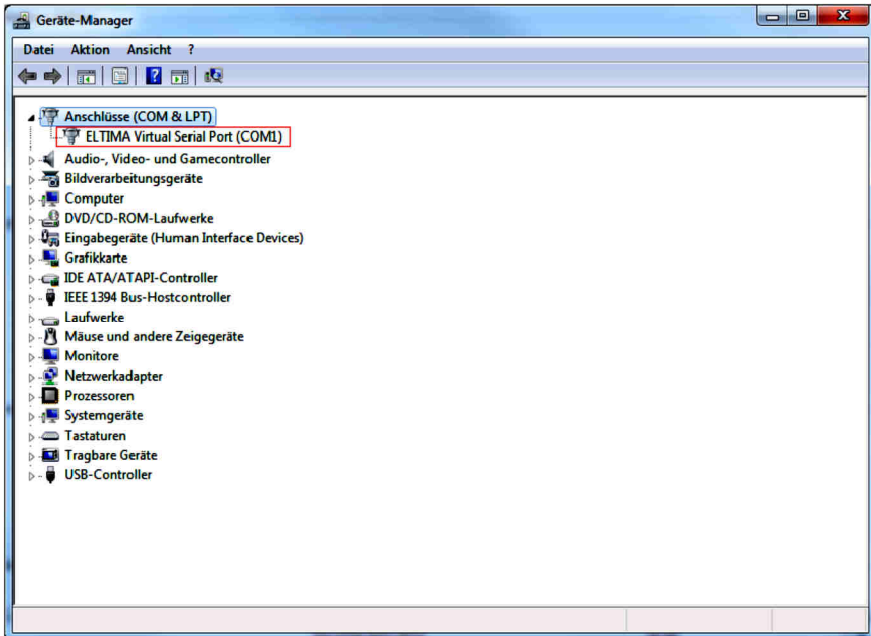 Geräte-Manager
Datei Aktion Ansicht ?
Anschlüsse (COM & LPT)
ELTIMA Virtual Serial Port (COM1)
Audio-, Video- und Gamecontroller
Bildverarbeitungsgeräte
Computer
DVD/CD-ROM-Laufwerke
Eingabegeräte (Human Interface Devices)
Grafikkarte
IDE ATA/ATAPI-Controller
IEEE 1394 Bus-Hostcontroller
Laufwerke
Mäuse und andere Zeigegeräte
Monitore
Netzwerkadapter
Prozessoren
Systemgeräte
Tastaturen
Tragbare Geräte
USB-Controller